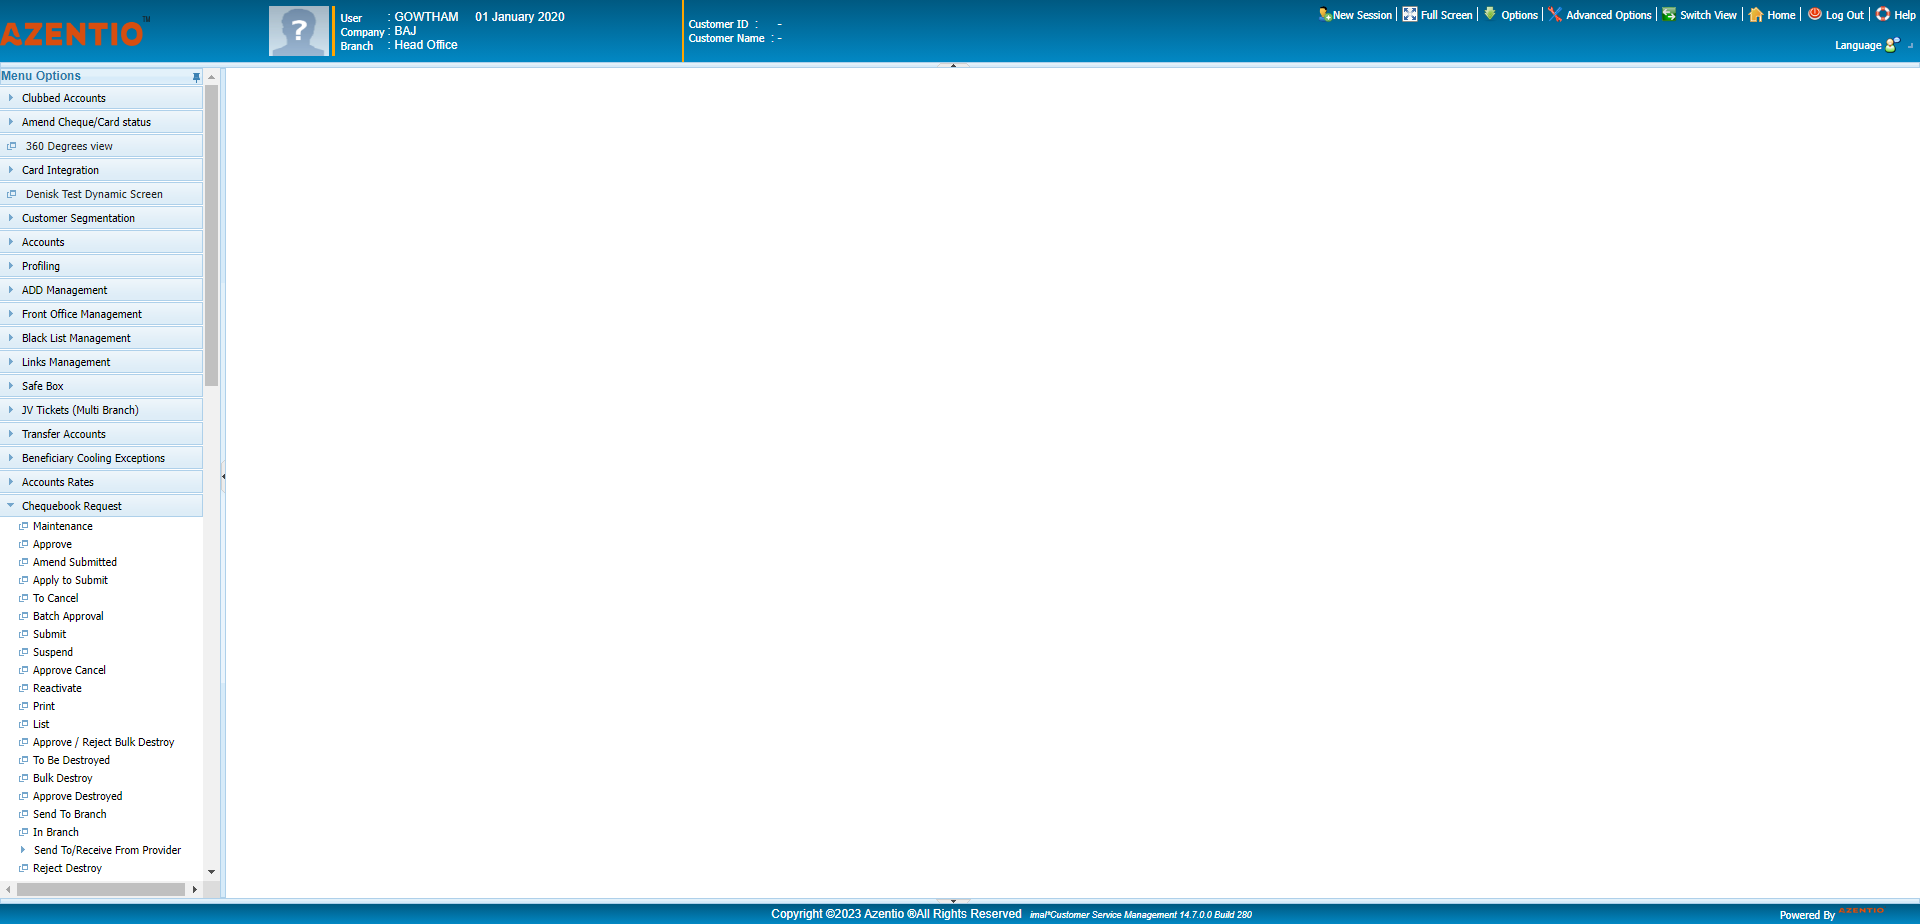 AZENTIO™
User : GOWTHAM 01 January 2020
Company : BAJ
Branch : Head Office
Customer ID : -
Customer Name : -
New Session Full Screen Options Advanced Options Switch View Home Log Out Help
Language
Menu Options
Clubbed Accounts
Amend Cheque/Card status
360 Degrees view
Card Integration
Denisk Test Dynamic Screen
Customer Segmentation
Accounts
Profiling
ADD Management
Front Office Management
Black List Management
Links Management
Safe Box
JV Tickets (Multi Branch)
Transfer Accounts
Beneficiary Cooling Exceptions
Accounts Rates
Chequebook Request
Maintenance
Approve
Amend Submitted
Apply to Submit
To Cancel
Batch Approval
Submit
Suspend
Approve Cancel
Reactivate
Print
List
Approve / Reject Bulk Destroy
To Be Destroyed
Bulk Destroy
Approve Destroyed
Send To Branch
In Branch
Send To/Receive From Provider
Reject Destroy
Copyright ©2023 Azentio ®All Rights Reserved imal*Customer Service Management 14.7.0.0 Build 280
Powered By AZENTIO